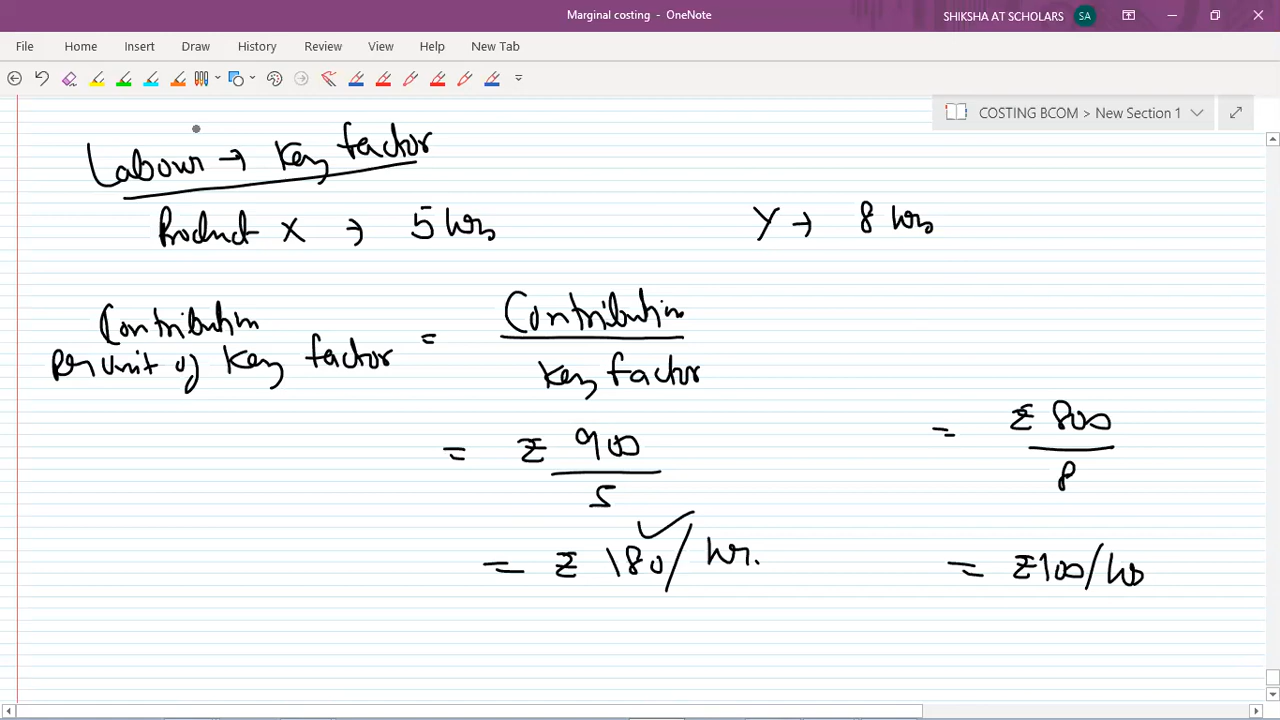 Marginal costing - OneNote
SHIKSHA AT SCHOLARS SA
File Home Insert Draw History Review View Help New Tab
COSTING BCOM > New Section 1
Labour → Key factor
Product X → 5 hrs Y → 8 hrs
Contribution per unit of Key factor = Contribution / Key factor
= ₹ 900 / 5 = ₹ 800 / 8
= ₹ 180/hr. = ₹100/hr